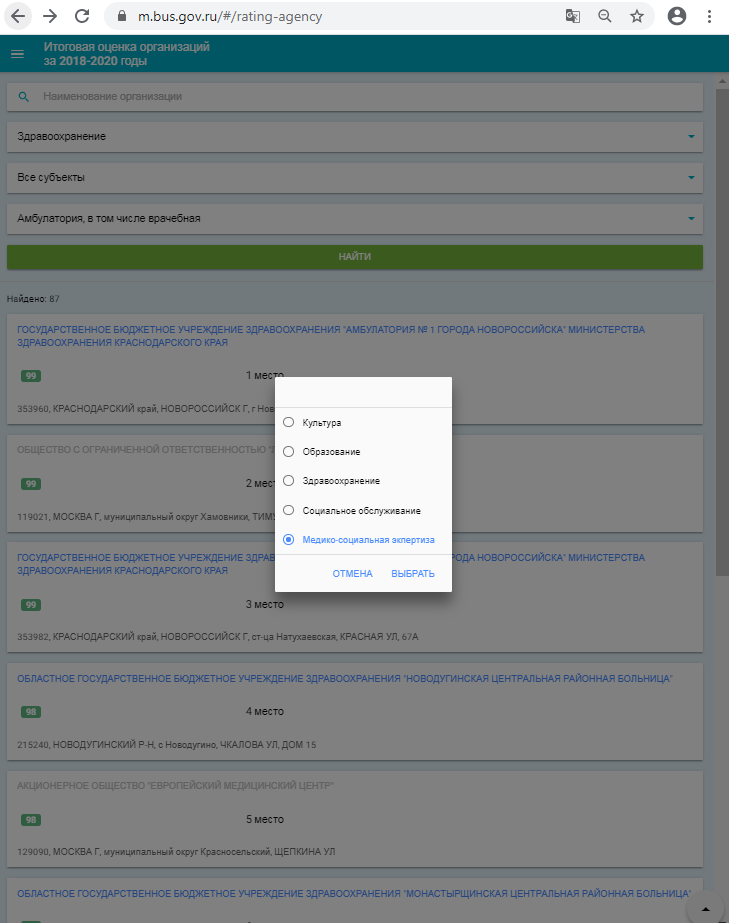 m.bus.gov.ru/#/rating-agency
Итоговая оценка организаций
за 2018-2020 годы
Наименование организации
Здравоохранение
Все субъекты
Амбулатория, в том числе врачебная
НАЙТИ
Найдено: 87
ГОСУДАРСТВЕННОЕ БЮДЖЕТНОЕ УЧРЕЖДЕНИЕ ЗДРАВООХРАНЕНИЯ "АМБУЛАТОРИЯ № 1 ГОРОДА НОВОРОССИЙСКА" МИНИСТЕРСТВА
ЗДРАВООХРАНЕНИЯ КРАСНОДАРСКОГО КРАЯ
99 1 место
353960, КРАСНОДАРСКИЙ край, НОВОРОССИЙСК Г, г Нов
ОБЩЕСТВО С ОГРАНИЧЕННОЙ ОТВЕТСТВЕННОСТЬЮ
99 2 мест
119021, МОСКВА Г, муниципальный округ Хамовники, ТИМУ
ГОСУДАРСТВЕННОЕ БЮДЖЕТНОЕ УЧРЕЖДЕНИЕ ЗДРАВ ГОРОДА НОВОРОССИЙСКА" МИНИСТЕРСТВА
ЗДРАВООХРАНЕНИЯ КРАСНОДАРСКОГО КРАЯ
99 3 место
353982, КРАСНОДАРСКИЙ край, НОВОРОССИЙСК Г, ст-ца Натухаевская, КРАСНАЯ УЛ, 67А
ОБЛАСТНОЕ ГОСУДАРСТВЕННОЕ БЮДЖЕТНОЕ УЧРЕЖДЕНИЕ ЗДРАВООХРАНЕНИЯ "НОВОДУГИНСКАЯ ЦЕНТРАЛЬНАЯ РАЙОННАЯ БОЛЬНИЦА"
98 4 место
215240, НОВОДУГИНСКИЙ Р-Н, с Новодугино, ЧКАЛОВА УЛ, ДОМ 15
АКЦИОНЕРНОЕ ОБЩЕСТВО "ЕВРОПЕЙСКИЙ МЕДИЦИНСКИЙ ЦЕНТР"
98 5 место
129090, МОСКВА Г, муниципальный округ Красносельский, ЩЕПКИНА УЛ
ОБЛАСТНОЕ ГОСУДАРСТВЕННОЕ БЮДЖЕТНОЕ УЧРЕЖДЕНИЕ ЗДРАВООХРАНЕНИЯ "МОНАСТЫРЩИНСКАЯ ЦЕНТРАЛЬНАЯ РАЙОННАЯ БОЛЬНИЦА"
Культура
Образование
Здравоохранение
Социальное обслуживание
Медико-социальная экпертиза
ОТМЕНА ВЫБРАТЬ